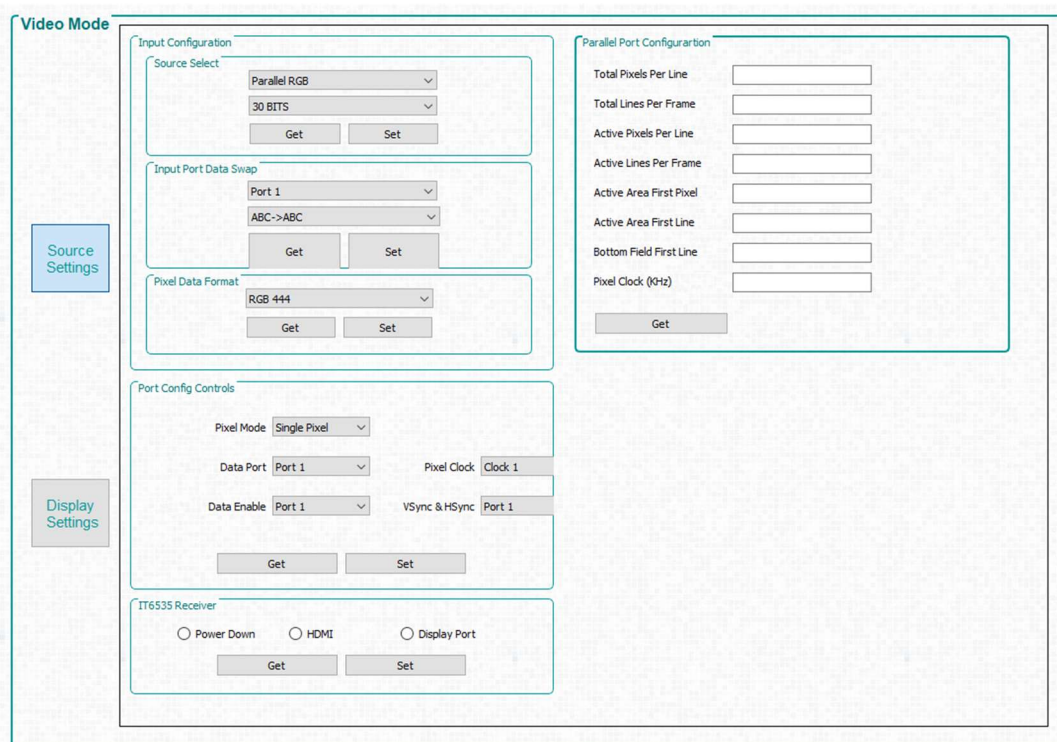 Video Mode
Input Configuration
Source Select
Parallel RGB
30 BITS
Get Set
Input Port Data Swap
Port 1
ABC->ABC
Get Set
Pixel Data Format
RGB 444
Get Set
Parallel Port Configurartion
Total Pixels Per Line
Total Lines Per Frame
Active Pixels Per Line
Active Lines Per Frame
Active Area First Pixel
Active Area First Line
Bottom Field First Line
Pixel Clock (KHz)
Get
Source
Settings
Port Config Controls
Pixel Mode Single Pixel
Data Port Port 1 Pixel Clock Clock 1
Data Enable Port 1 VSync & HSync Port 1
Get Set
Display
Settings
IT6535 Receiver
Power Down HDMI Display Port
Get Set